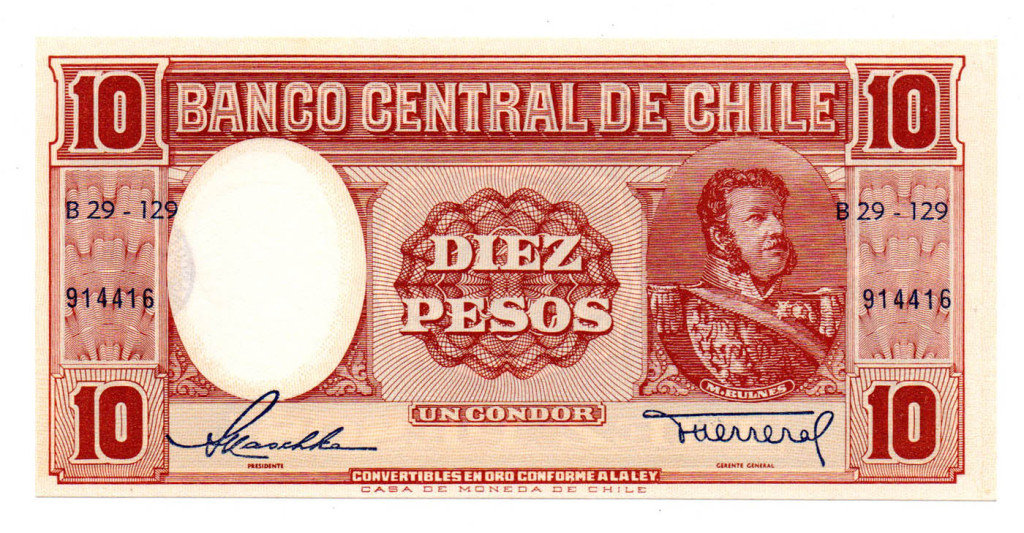 10 BANCO CENTRAL DE CHILE 10
B 29 - 129 B 29 - 129
DIEZ
PESOS
914416 914416
M. BULNES
10 UN CONDOR 10
PRESIDENTE GERENTE GENERAL
CONVERTIBLES EN ORO CONFORME A LA LEY
CASA DE MONEDA DE CHILE